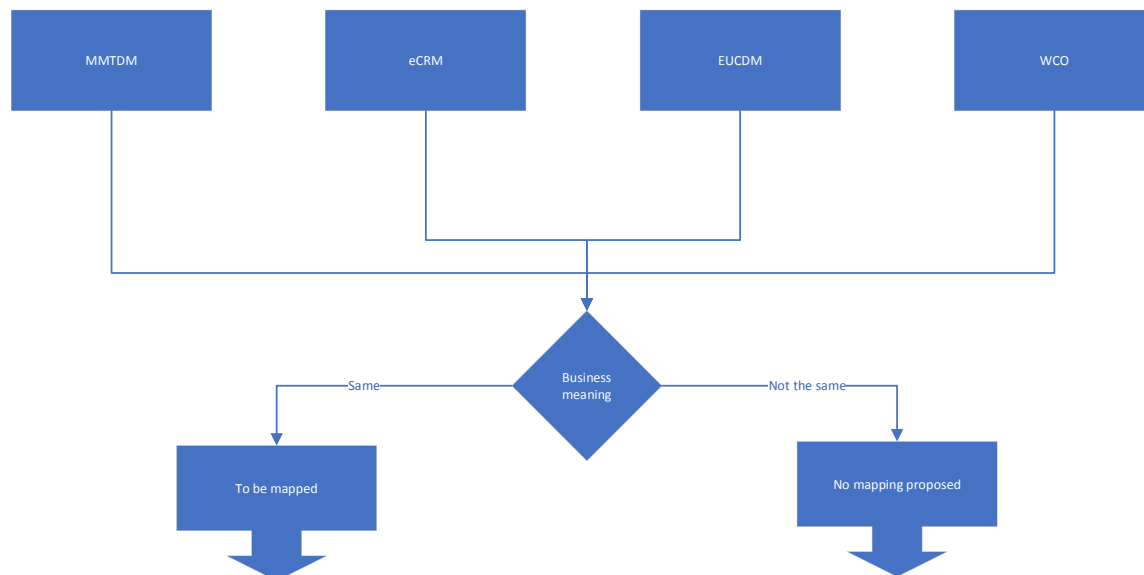 MMTDM
eCRM
EUCDM
WCO
Business
meaning
Same
Not the same
To be mapped
No mapping proposed